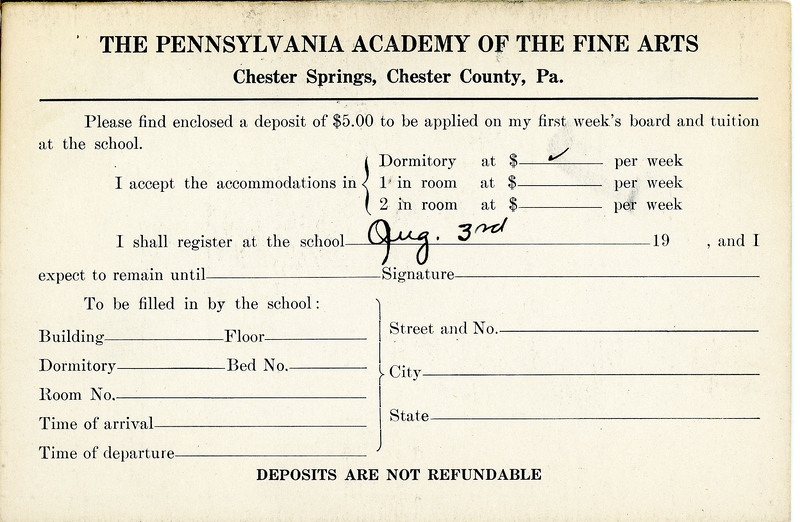 THE PENNSYLVANIA ACADEMY OF THE FINE ARTS
Chester Springs, Chester County, Pa.
Please find enclosed a deposit of $5.00 to be applied on my first week's board and tuition
at the school.
I accept the accommodations in
Dormitory at $ ✓ per week
1 in room at $ per week
2 in room at $ per week
I shall register at the school Aug. 3rd 19 , and I
expect to remain until Signature
To be filled in by the school:
Building Floor
Dormitory Bed No.
Room No.
Time of arrival
Time of departure
Street and No.
City
State
DEPOSITS ARE NOT REFUNDABLE